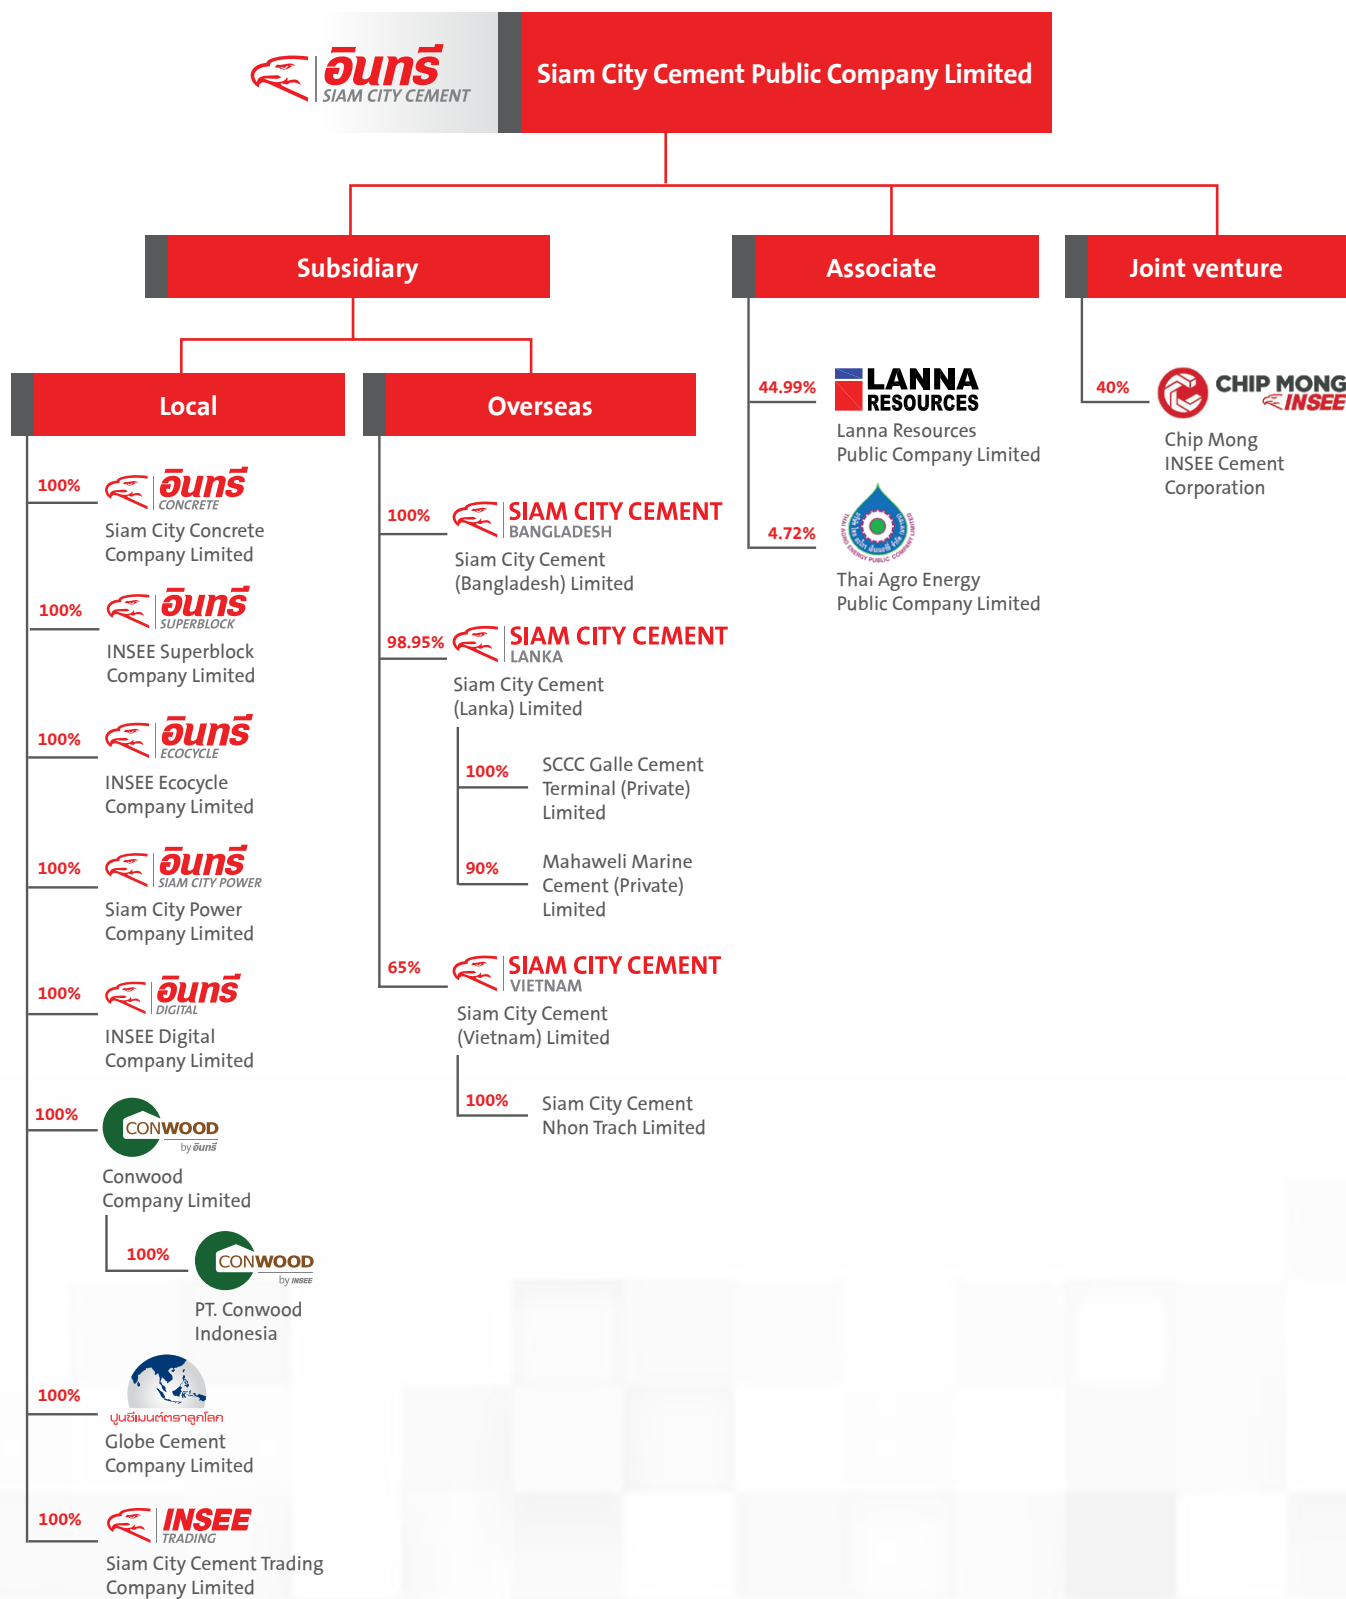 อินทรี
SIAM CITY CEMENT
Siam City Cement Public Company Limited
Subsidiary
Associate
Joint venture
Local
Overseas
100%
อินทรี
CONCRETE
Siam City Concrete
Company Limited
100%
อินทรี
SUPERBLOCK
INSEE Superblock
Company Limited
100%
อินทรี
ECOCYCLE
INSEE Ecocycle
Company Limited
100%
อินทรี
SIAM CITY POWER
Siam City Power
Company Limited
100%
อินทรี
DIGITAL
INSEE Digital
Company Limited
100%
CONWOOD
by อินทรี
Conwood
Company Limited
100%
CONWOOD
by INSEE
PT. Conwood
Indonesia
100%
ปูนซีเมนต์ตราลูกโลก
Globe Cement
Company Limited
100%
INSEE
TRADING
Siam City Cement Trading
Company Limited
100%
SIAM CITY CEMENT
BANGLADESH
Siam City Cement
(Bangladesh) Limited
98.95%
SIAM CITY CEMENT
LANKA
Siam City Cement
(Lanka) Limited
100%
SCCC Galle Cement
Terminal (Private)
Limited
90%
Mahaweli Marine
Cement (Private)
Limited
65%
SIAM CITY CEMENT
VIETNAM
Siam City Cement
(Vietnam) Limited
100%
Siam City Cement
Nhon Trach Limited
44.99%
LANNA
RESOURCES
Lanna Resources
Public Company Limited
4.72%
THAI AGRO ENERGY PUBLIC COMPANY LIMITED
Thai Agro Energy
Public Company Limited
40%
CHIP MONG
INSEE
Chip Mong
INSEE Cement
Corporation